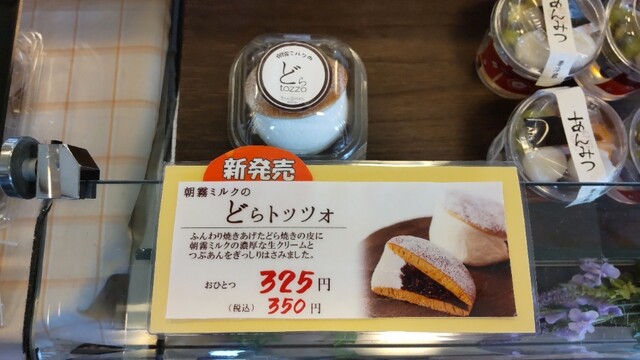 朝霧ミルクの
どら
tozzo
あんみつ
あんみつ
新発売
朝霧ミルクの
どらトッツォ
ふんわり焼きあげたどら焼きの皮に
朝霧ミルクの濃厚な生クリームと
つぶあんをぎっしりはさみました。
おひとつ 325円
(税込) 350円